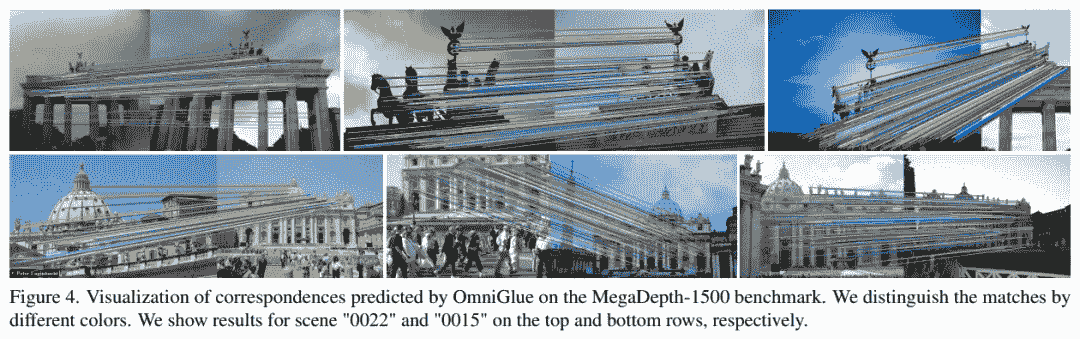 Figure 4. Visualization of correspondences predicted by OmniGlue on the MegaDepth-1500 benchmark. We distinguish the matches by
different colors. We show results for scene "0022" and "0015" on the top and bottom rows, respectively.